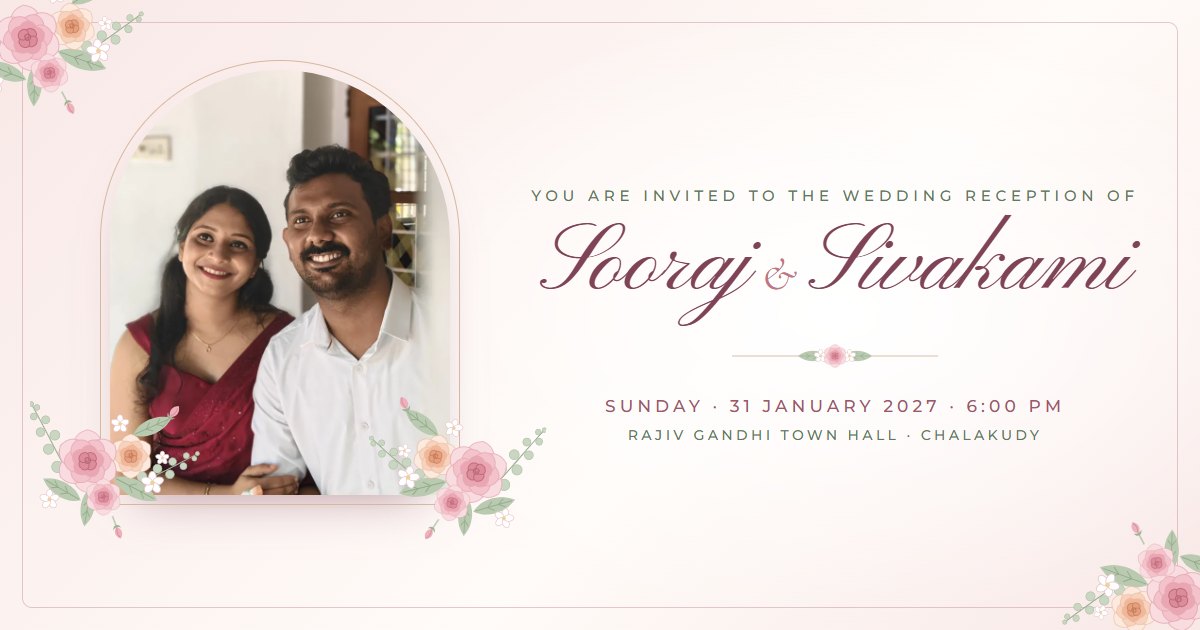 YOU ARE INVITED TO THE WEDDING RECEPTION OF
Sooraj & Sivakami
SUNDAY · 31 JANUARY 2027 · 6:00 PM
RAJIV GANDHI TOWN HALL · CHALAKUDY